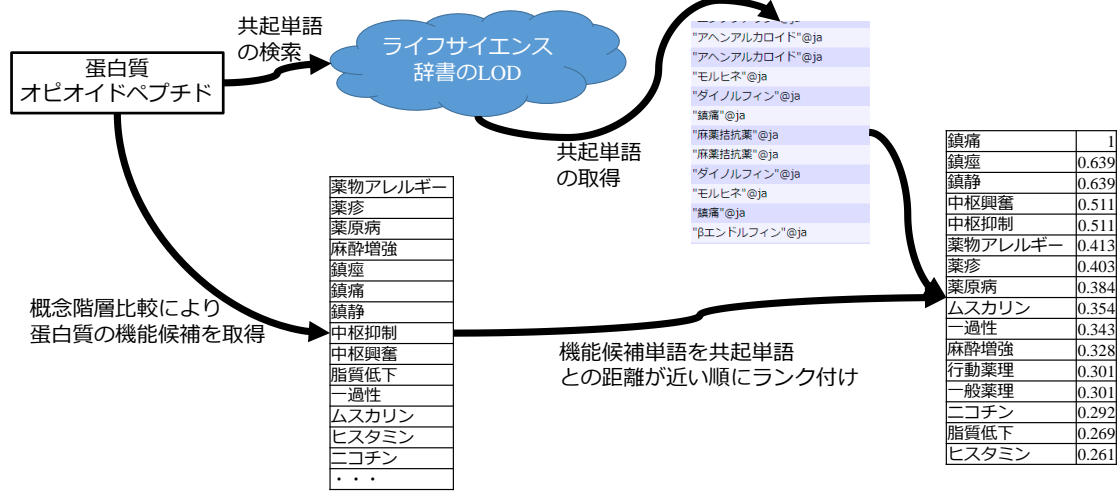 共起単語
の検索
蛋白質
オピオイドペプチド
ライフサイエンス
辞書のLOD
"アヘンアルカロイド"@ja
"アヘンアルカロイド"@ja
"モルヒネ"@ja
"ダイノルフィン"@ja
"鎮痛"@ja
"麻薬拮抗薬"@ja
"麻薬拮抗薬"@ja
"ダイノルフィン"@ja
"モルヒネ"@ja
"鎮痛"@ja
"βエンドルフィン"@ja
共起単語
の取得
概念階層比較により
蛋白質の機能候補を取得
薬物アレルギー
薬疹
薬原病
麻酔増強
鎮痙
鎮痛
鎮静
中枢抑制
中枢興奮
脂質低下
一過性
ムスカリン
ヒスタミン
ニコチン
・・・
機能候補単語を共起単語
との距離が近い順にランク付け
鎮痛 1
鎮痙 0.639
鎮静 0.639
中枢興奮 0.511
中枢抑制 0.511
薬物アレルギー 0.413
薬疹 0.403
薬原病 0.384
ムスカリン 0.354
一過性 0.343
麻酔増強 0.328
行動薬理 0.301
一般薬理 0.301
ニコチン 0.292
脂質低下 0.269
ヒスタミン 0.261